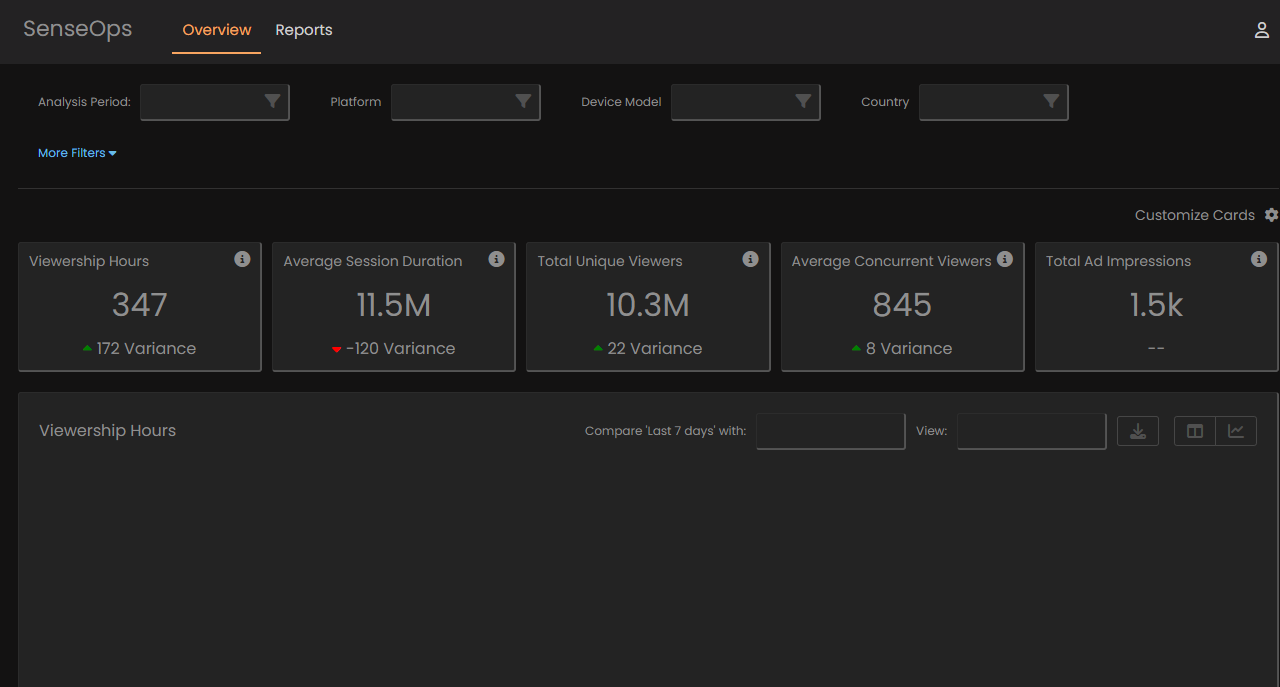 SenseOps Overview Reports
Analysis Period: Platform Device Model Country
More Filters
Customize Cards
Viewership Hours Average Session Duration Total Unique Viewers Average Concurrent Viewers Total Ad Impressions
347 11.5M 10.3M 845 1.5k
172 Variance -120 Variance 22 Variance 8 Variance --
Viewership Hours Compare 'Last 7 days' with: View: